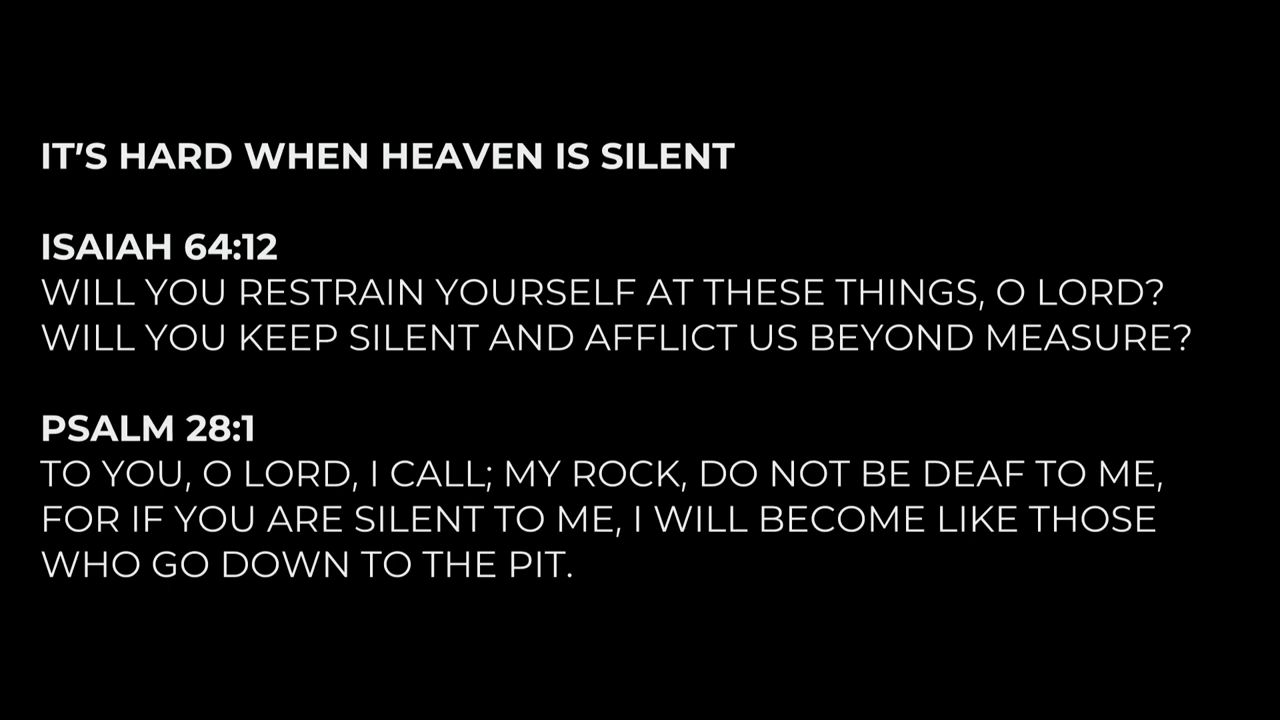 IT'S HARD WHEN HEAVEN IS SILENT
ISAIAH 64:12
WILL YOU RESTRAIN YOURSELF AT THESE THINGS, O LORD?
WILL YOU KEEP SILENT AND AFFLICT US BEYOND MEASURE?
PSALM 28:1
TO YOU, O LORD, I CALL; MY ROCK, DO NOT BE DEAF TO ME,
FOR IF YOU ARE SILENT TO ME, I WILL BECOME LIKE THOSE
WHO GO DOWN TO THE PIT.